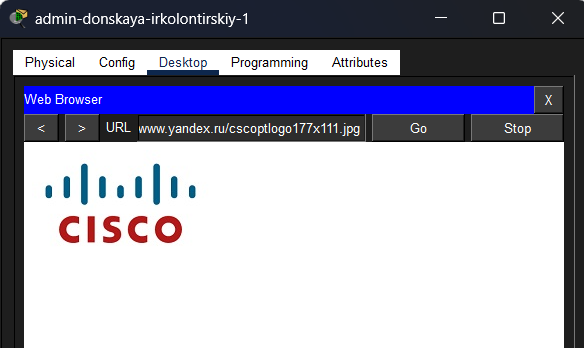 admin-donskaya-irkolontirskiy-1
Physical Config Desktop Programming Attributes
Web Browser X
< > URL www.yandex.ru/cscoptlogo177x111.jpg Go Stop
CISCO